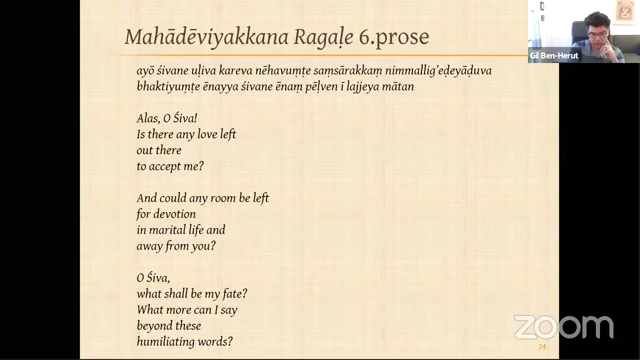 Mahādēviyakkana Ragaḷe 6.prose
ayō śivane uḷiva kareva nēhavuṃṭe saṃsārakkaṃ nimmallig'eḍeyāḍuva
bhaktiyuṃṭe ēnayya śivane ēnaṃ pēḷven ī lajjeya mātan
Alas, O Śiva!
Is there any love left
out there
to accept me?
And could any room be left
for devotion
in marital life and
away from you?
O Śiva,
what shall be my fate?
What more can I say
beyond these
humiliating words?
24
Gil Ben-Herut
zoom